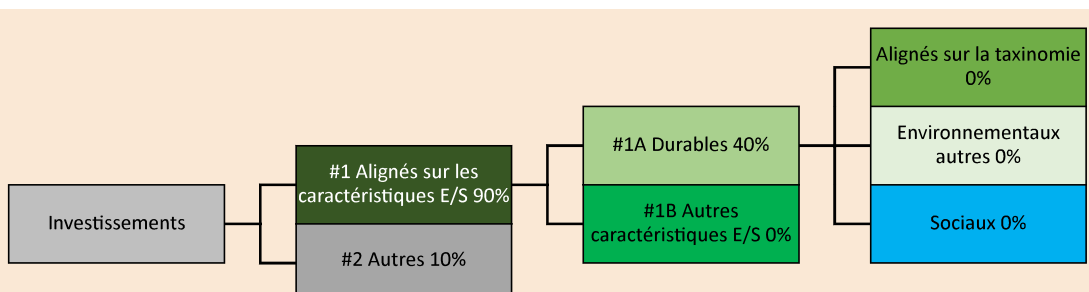 Investissements
#1 Alignés sur les
caractéristiques E/S 90%
#2 Autres 10%
#1A Durables 40%
#1B Autres
caractéristiques E/S 0%
Alignés sur la taxinomie
0%
Environnementaux
autres 0%
Sociaux 0%